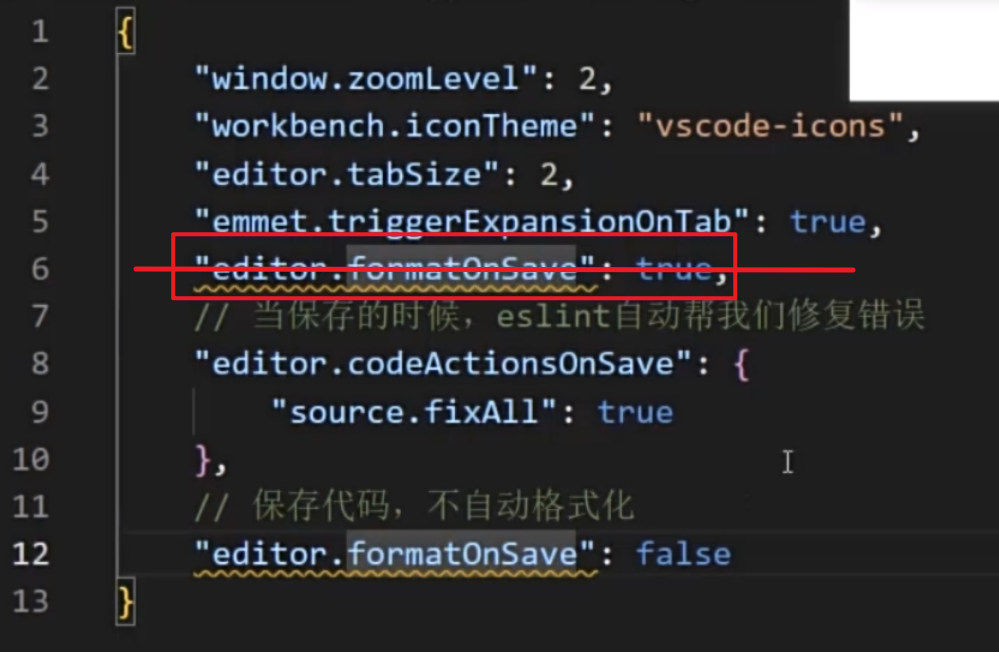 1 {
2 "window.zoomLevel": 2,
3 "workbench.iconTheme": "vscode-icons",
4 "editor.tabSize": 2,
5 "emmet.triggerExpansionOnTab": true,
6 "editor.formatOnSave": true,
7 // 当保存的时候，eslint自动帮我们修复错误
8 "editor.codeActionsOnSave": {
9 "source.fixAll": true
10 },
11 // 保存代码，不自动格式化
12 "editor.formatOnSave": false
13 }